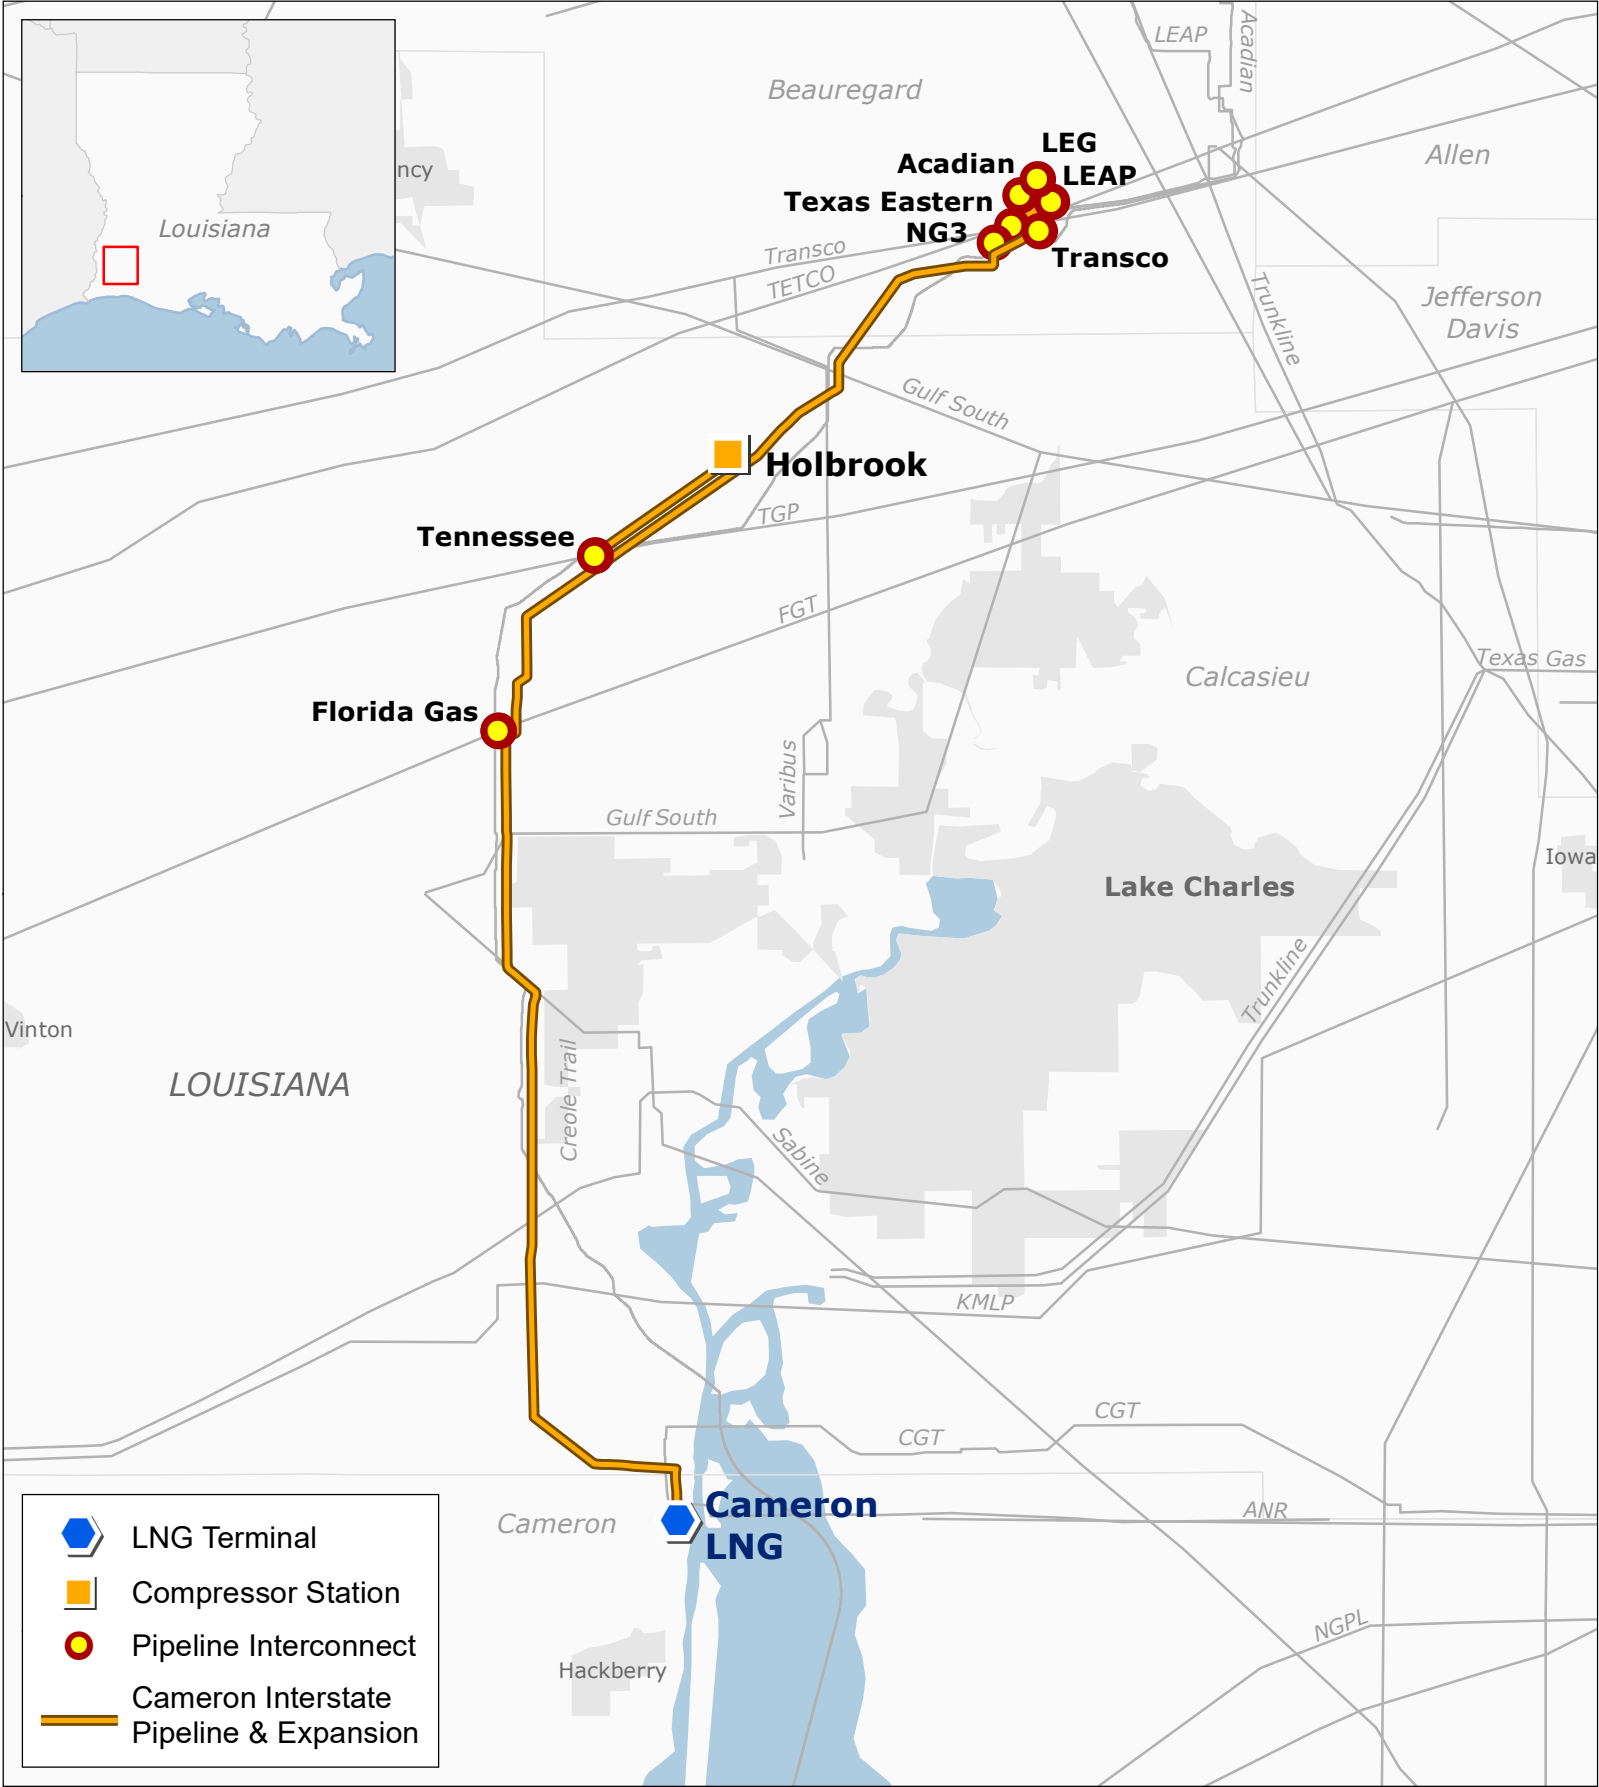 LEAP
Acadian
Beauregard
LEG
Acadian
LEAP
Allen
ncy
Texas Eastern
NG3
Louisiana
Transco
Transco
TETCO
Trunkline
Jefferson
Davis
Gulf South
Holbrook
TGP
Tennessee
FGT
Texas Gas
Calcasieu
Florida Gas
Varibus
Gulf South
Iowa
Lake Charles
Trunkline
Vinton
Creole Trail
LOUISIANA
Sabine
KMLP
CGT
CGT
Cameron
LNG
ANR
Cameron
LNG Terminal
Compressor Station
NGPL
Pipeline Interconnect
Hackberry
Cameron Interstate
Pipeline & Expansion